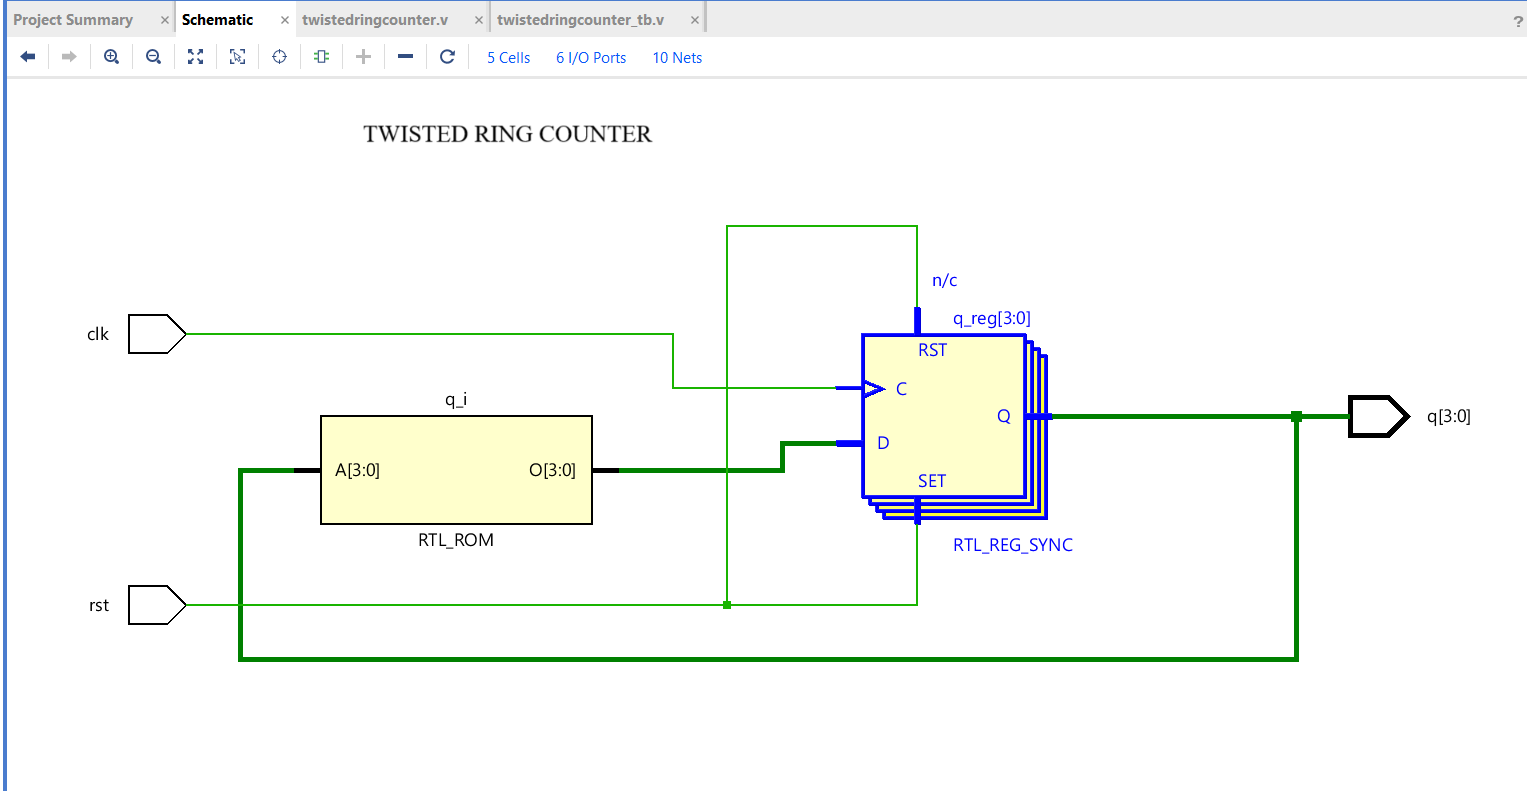 Project Summary × Schematic × twistedringcounter.v × twistedringcounter_tb.v × ?
5 Cells 6 I/O Ports 10 Nets
TWISTED RING COUNTER
n/c
q_reg[3:0]
clk
RST
C
q_i
Q
q[3:0]
D
A[3:0] O[3:0]
SET
RTL_ROM
RTL_REG_SYNC
rst